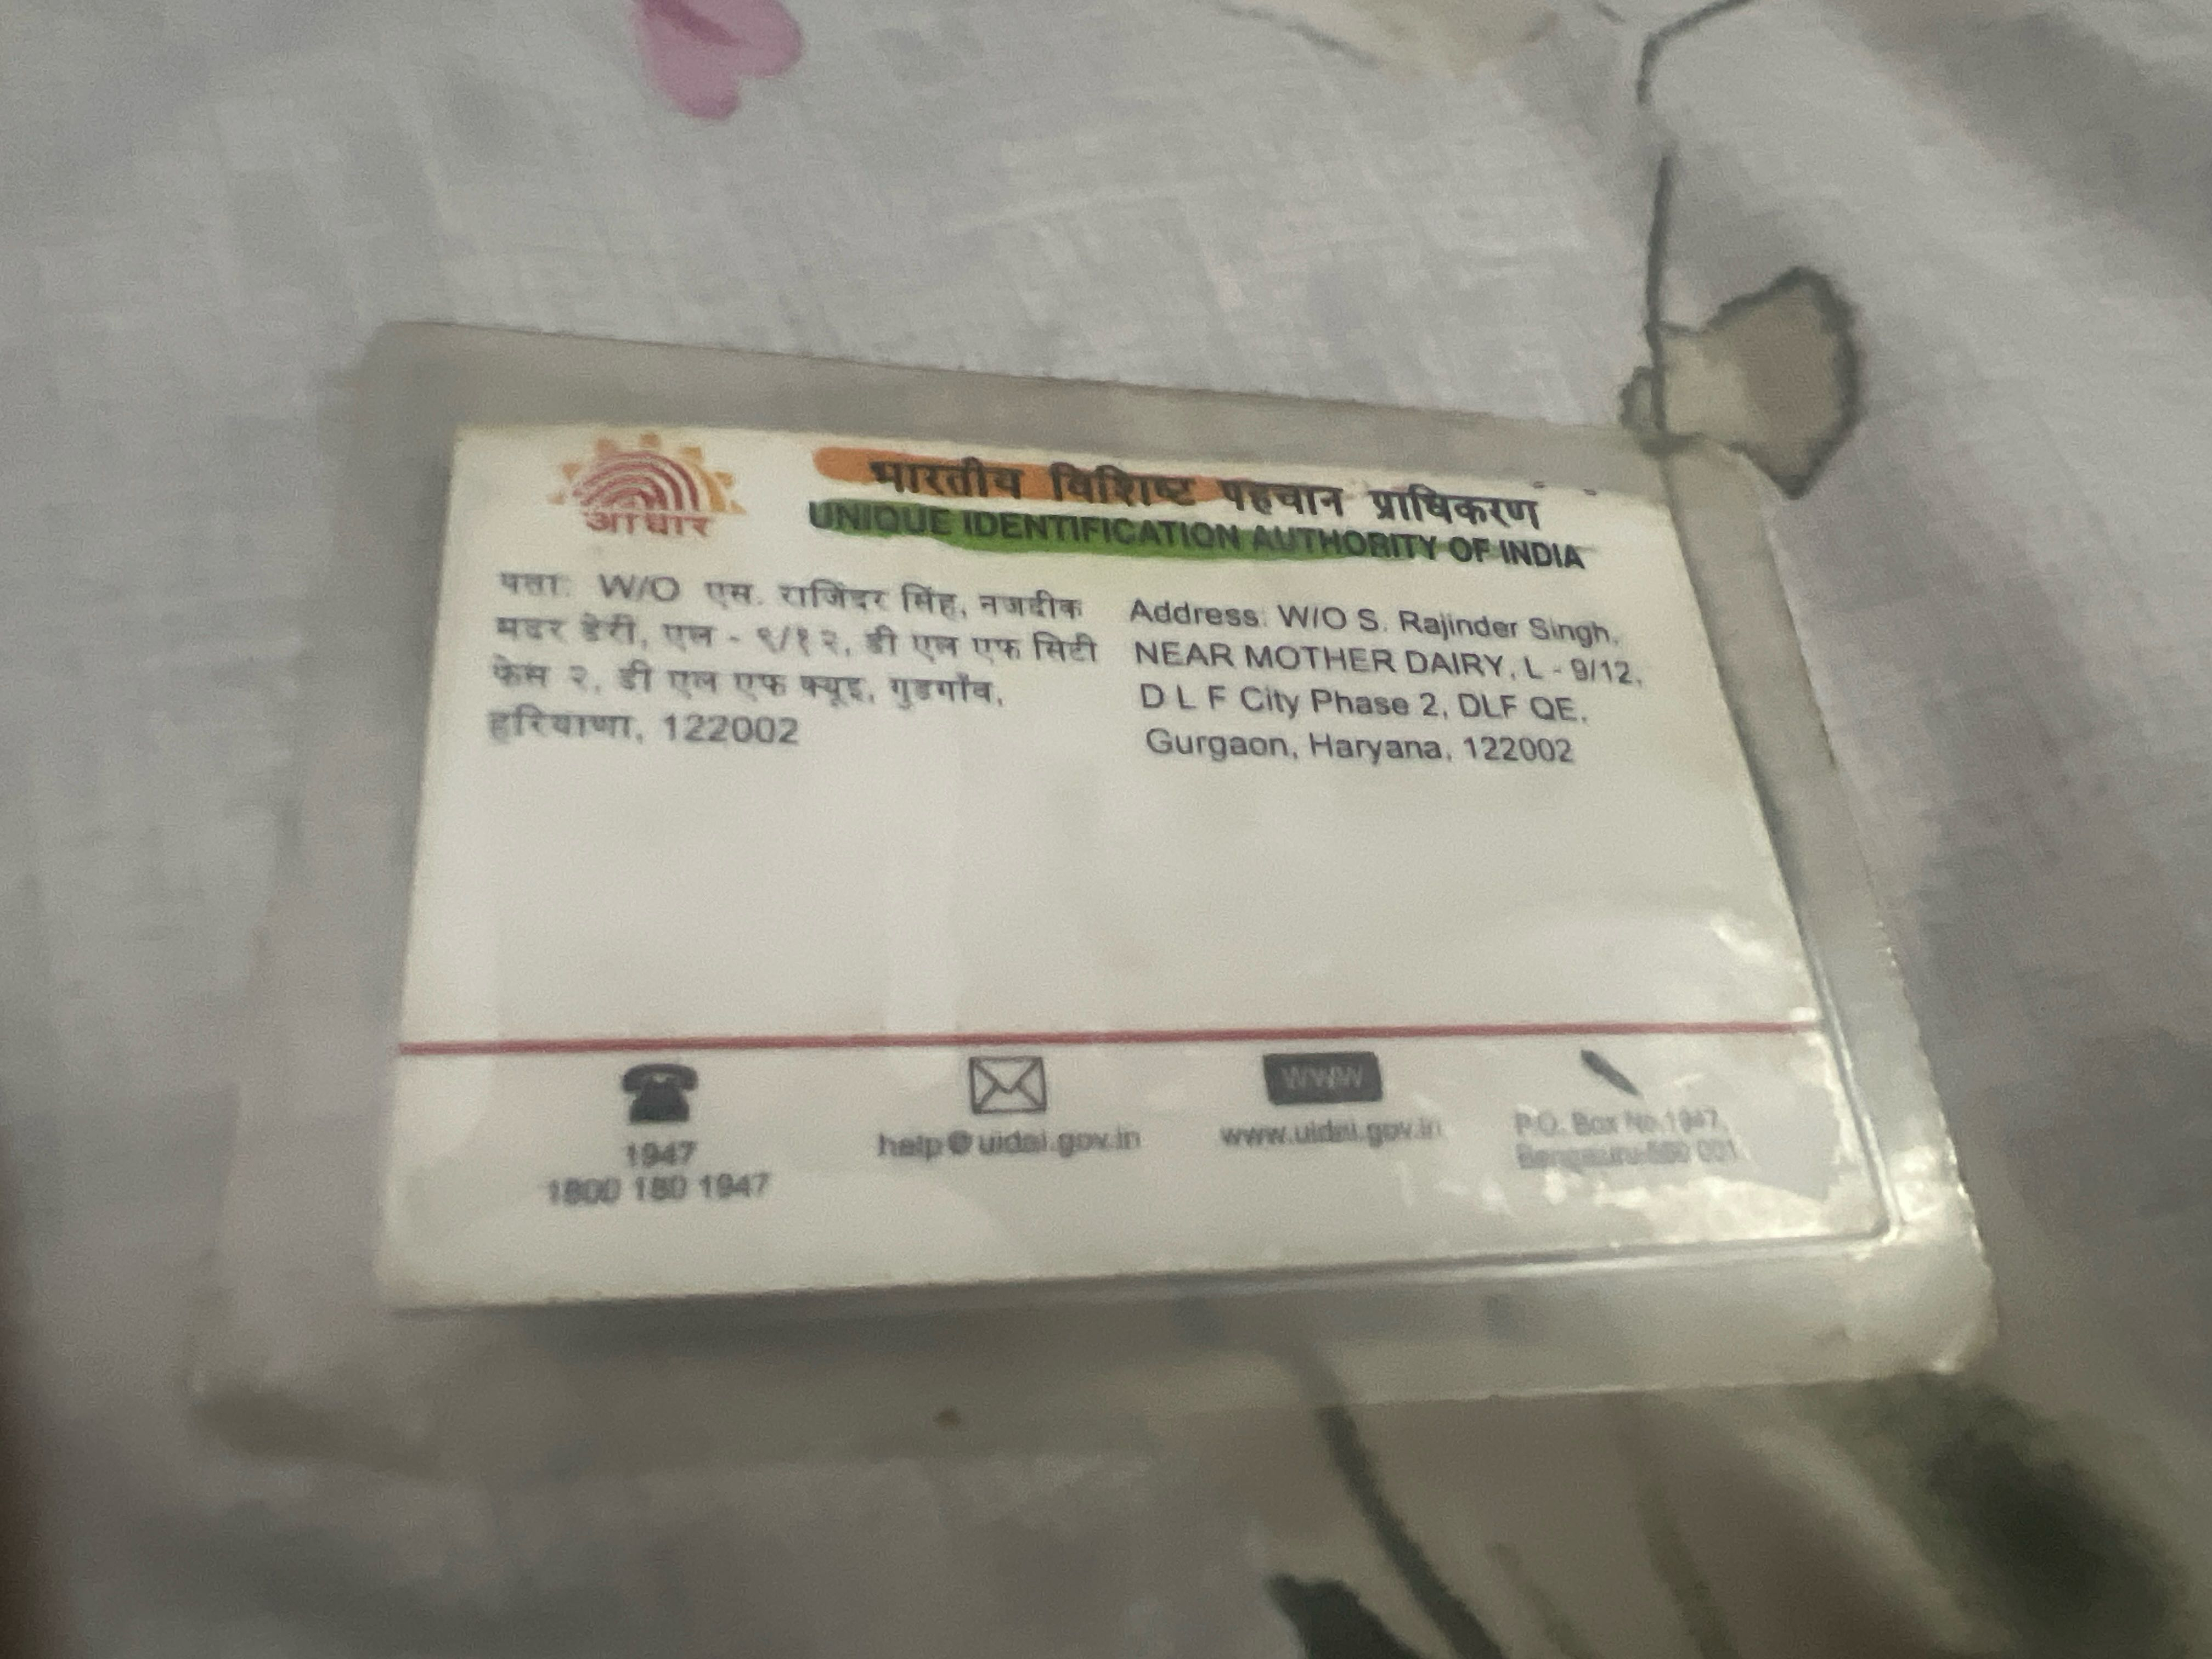 आधार
भारतीय विशिष्ट पहचान प्राधिकरण
UNIQUE IDENTIFICATION AUTHORITY OF INDIA
पता: W/O एस. राजिंदर सिंह, नजदीक
मदर डेरी, एल - ९/१२, डी एल एफ सिटी
फेस २, डी एल एफ क्यूइ, गुडगाँव,
हरियाणा, 122002
Address: W/O S. Rajinder Singh,
NEAR MOTHER DAIRY, L - 9/12,
D L F City Phase 2, DLF QE,
Gurgaon, Haryana, 122002
1947
1800 180 1947
help@uidai.gov.in
WWW
www.uidai.gov.in
P.O. Box No.1947,
Bengaluru-560 001